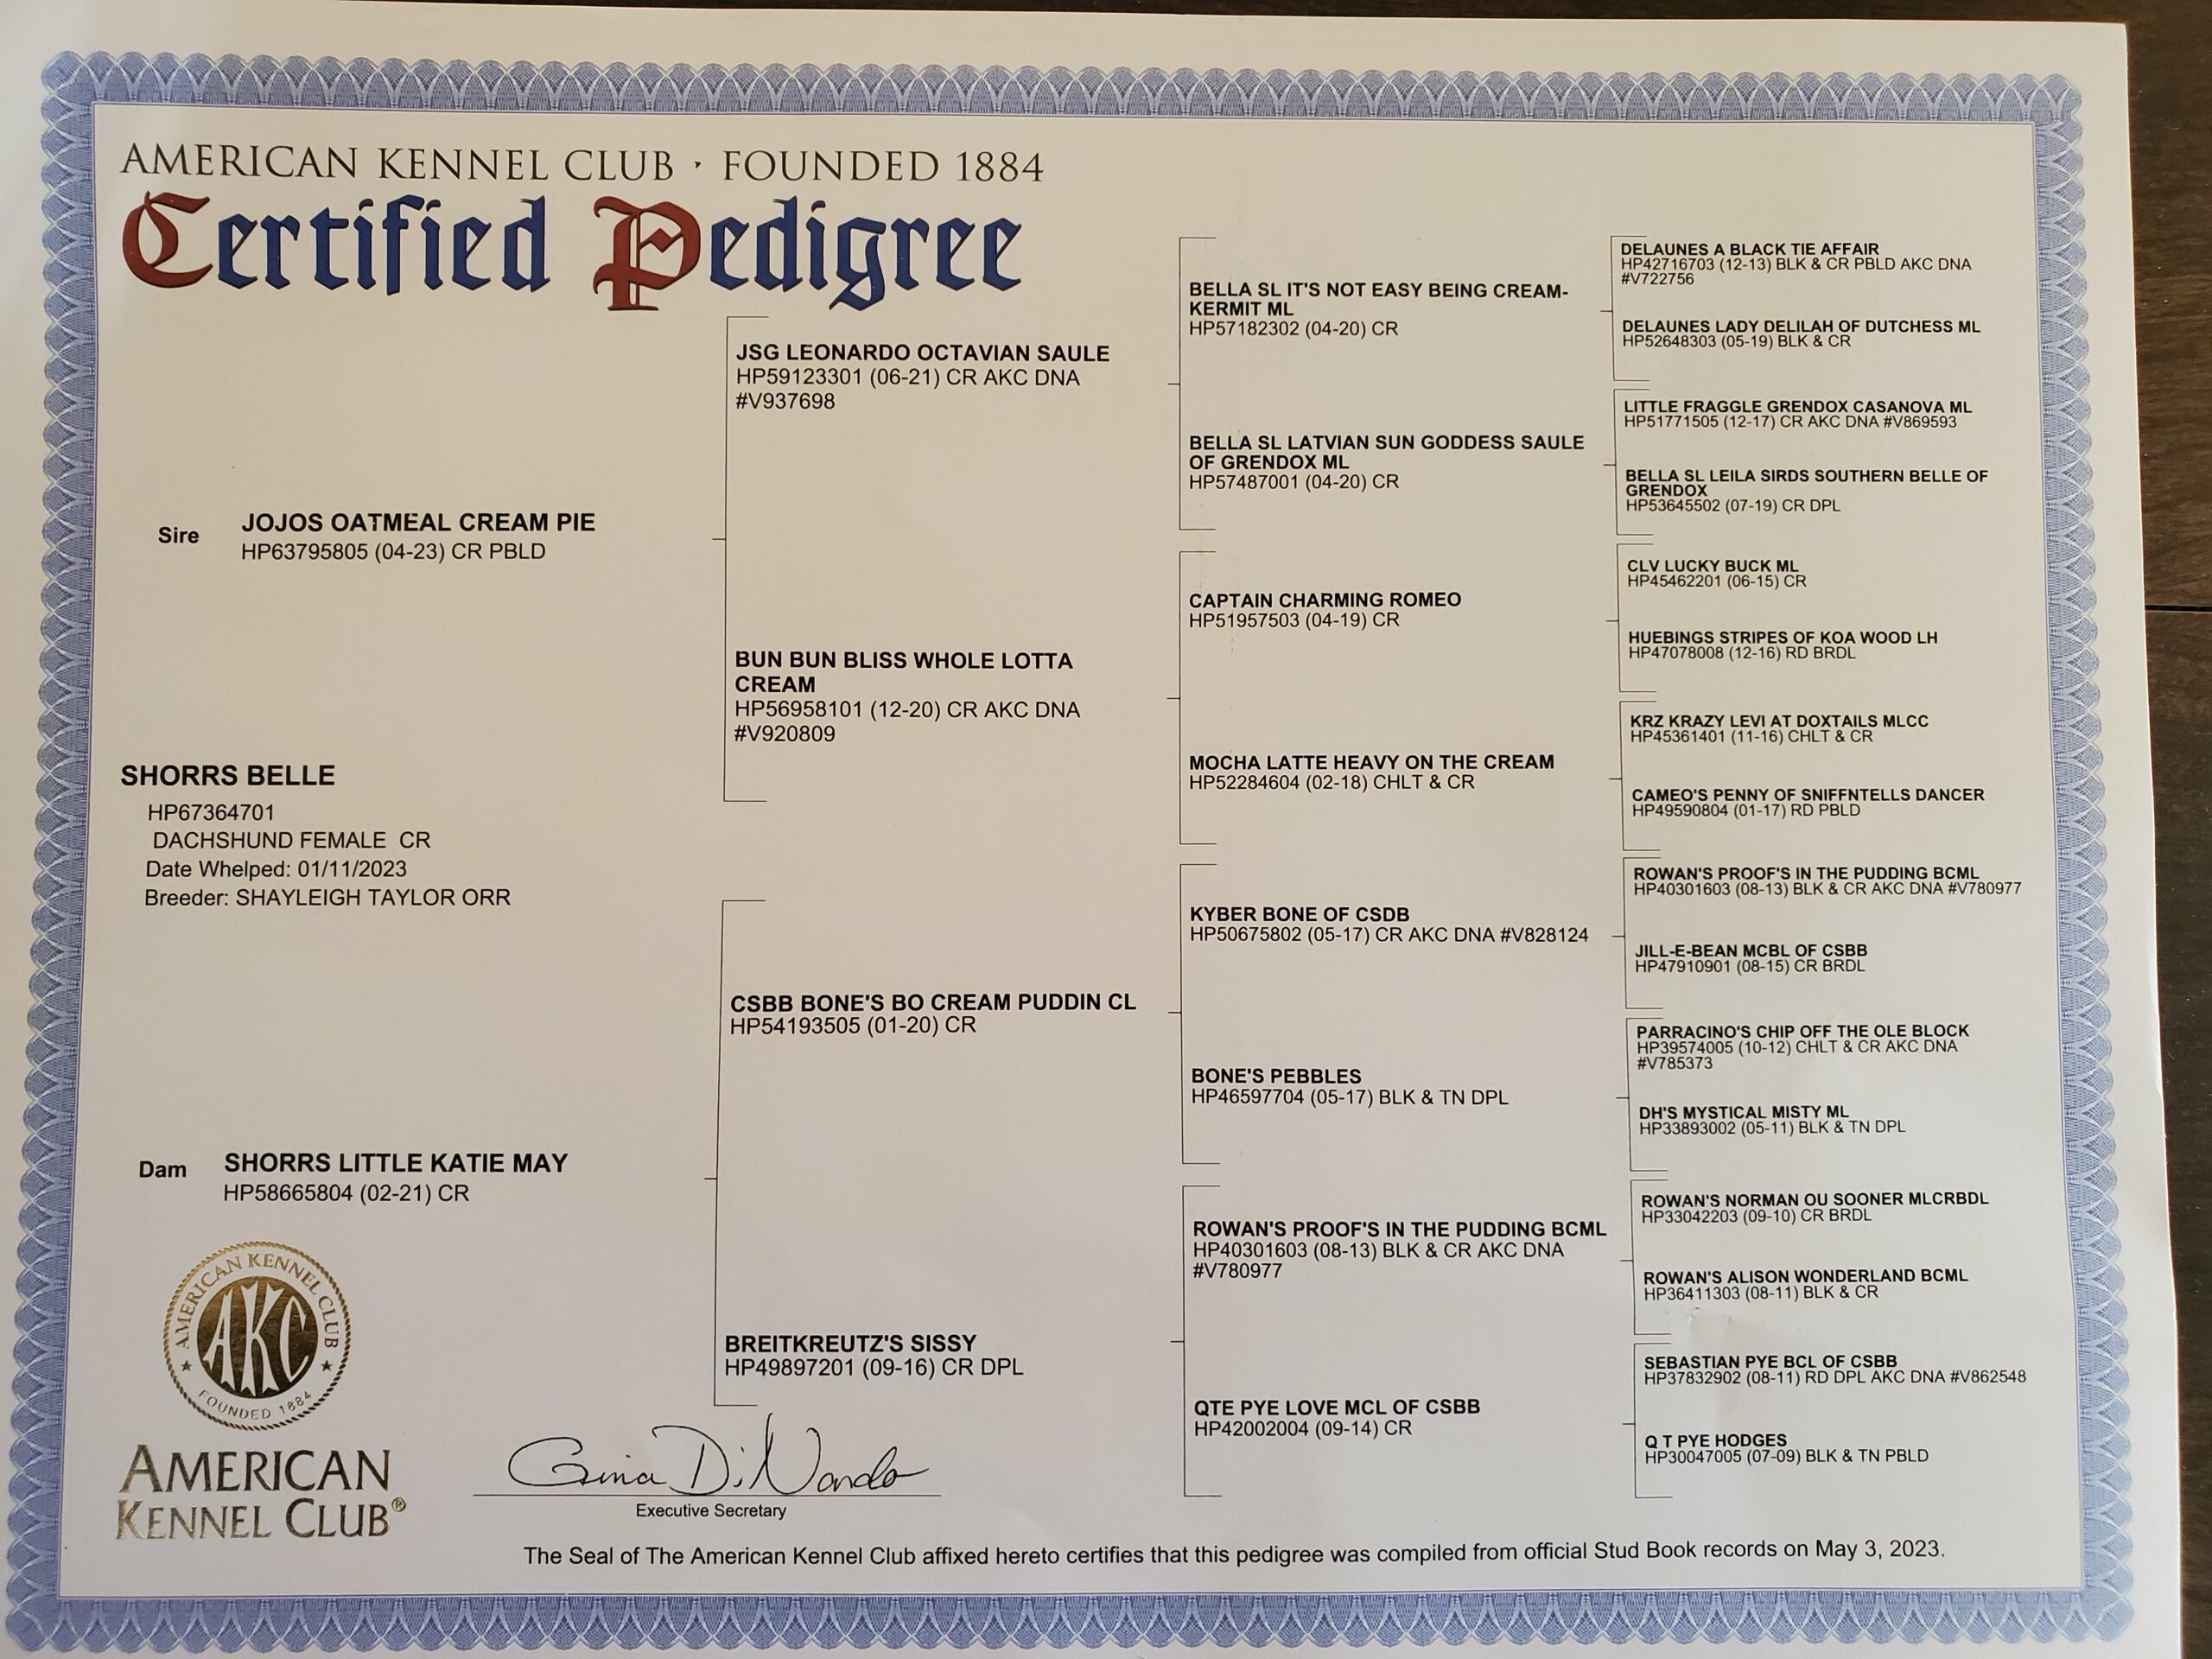 AMERICAN KENNEL CLUB · FOUNDED 1884
Certified Pedigree
Sire
JOJOS OATMEAL CREAM PIE
HP63795805 (04-23) CR PBLD
SHORRS BELLE
HP67364701
DACHSHUND FEMALE CR
Date Whelped: 01/11/2023
Breeder: SHAYLEIGH TAYLOR ORR
Dam
SHORRS LITTLE KATIE MAY
HP58665804 (02-21) CR
JSG LEONARDO OCTAVIAN SAULE
HP59123301 (06-21) CR AKC DNA
#V937698
BUN BUN BLISS WHOLE LOTTA
CREAM
HP56958101 (12-20) CR AKC DNA
#V920809
CSBB BONE'S BO CREAM PUDDIN CL
HP54193505 (01-20) CR
BREITKREUTZ'S SISSY
HP49897201 (09-16) CR DPL
BELLA SL IT'S NOT EASY BEING CREAM-
KERMIT ML
HP57182302 (04-20) CR
BELLA SL LATVIAN SUN GODDESS SAULE
OF GRENDOX ML
HP57487001 (04-20) CR
CAPTAIN CHARMING ROMEO
HP51957503 (04-19) CR
MOCHA LATTE HEAVY ON THE CREAM
HP52284604 (02-18) CHLT & CR
KYBER BONE OF CSDB
HP50675802 (05-17) CR AKC DNA #V828124
BONE'S PEBBLES
HP46597704 (05-17) BLK & TN DPL
ROWAN'S PROOF'S IN THE PUDDING BCML
HP40301603 (08-13) BLK & CR AKC DNA
#V780977
QTE PYE LOVE MCL OF CSBB
HP42002004 (09-14) CR
DELAUNES A BLACK TIE AFFAIR
HP42716703 (12-13) BLK & CR PBLD AKC DNA
#V722756
DELAUNES LADY DELILAH OF DUTCHESS ML
HP52648303 (05-19) BLK & CR
LITTLE FRAGGLE GRENDOX CASANOVA ML
HP51771505 (12-17) CR AKC DNA #V869593
BELLA SL LEILA SIRDS SOUTHERN BELLE OF
GRENDOX
HP53645502 (07-19) CR DPL
CLV LUCKY BUCK ML
HP45462201 (06-15) CR
HUEBINGS STRIPES OF KOA WOOD LH
HP47078008 (12-16) RD BRDL
KRZ KRAZY LEVI AT DOXTAILS MLCC
HP45361401 (11-16) CHLT & CR
CAMEO'S PENNY OF SNIFFNTELLS DANCER
HP49590804 (01-17) RD PBLD
ROWAN'S PROOF'S IN THE PUDDING BCML
HP40301603 (08-13) BLK & CR AKC DNA #V780977
JILL-E-BEAN MCBL OF CSBB
HP47910901 (08-15) CR BRDL
PARRACINO'S CHIP OFF THE OLE BLOCK
HP39574005 (10-12) CHLT & CR AKC DNA
#V785373
DH'S MYSTICAL MISTY ML
HP33893002 (05-11) BLK & TN DPL
ROWAN'S NORMAN OU SOONER MLCRBDL
HP33042203 (09-10) CR BRDL
ROWAN'S ALISON WONDERLAND BCML
HP36411303 (08-11) BLK & CR
SEBASTIAN PYE BCL OF CSBB
HP37832902 (08-11) RD DPL AKC DNA #V862548
Q T PYE HODGES
HP30047005 (07-09) BLK & TN PBLD
AMERICAN KENNEL CLUB
AKC
FOUNDED 1884
AMERICAN
KENNEL CLUB®
Gina DiNardo
Executive Secretary
The Seal of The American Kennel Club affixed hereto certifies that this pedigree was compiled from official Stud Book records on May 3, 2023.